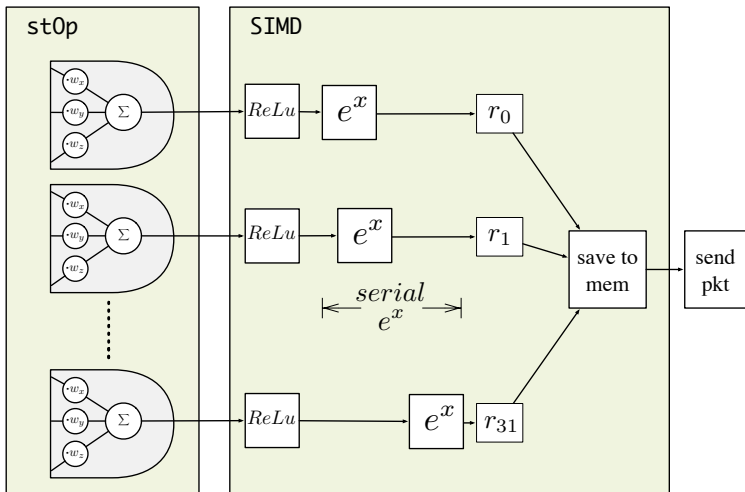 stOp
SIMD
·w_x
·w_y
·w_z
Σ
ReLu
e^x
r_0
·w_x
·w_y
·w_z
Σ
ReLu
e^x
r_1
save to
mem
send
pkt
serial
e^x
·w_x
·w_y
·w_z
Σ
ReLu
e^x
r_31